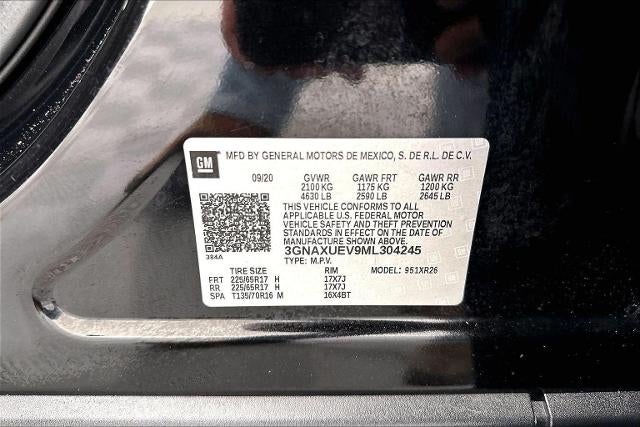 GM
MFD BY GENERAL MOTORS DE MEXICO, S. DE R.L. DE C.V.
09/20 GVWR GAWR FRT GAWR RR
2100 KG 1175 KG 1200 KG
4630 LB 2590 LB 2645 LB
THIS VEHICLE CONFORMS TO ALL
APPLICABLE U.S. FEDERAL MOTOR
VEHICLE SAFETY AND THEFT PREVENTION
STANDARDS IN EFFECT ON THE DATE OF
MANUFACTURE SHOWN ABOVE.
394A 3GNAXUEV9ML304245
TYPE: M.P.V.
TIRE SIZE RIM MODEL: 951XR26
FRT 225/65R17 H 17X7J
RR 225/65R17 H 17X7J
SPA T135/70R16 M 16X4BT